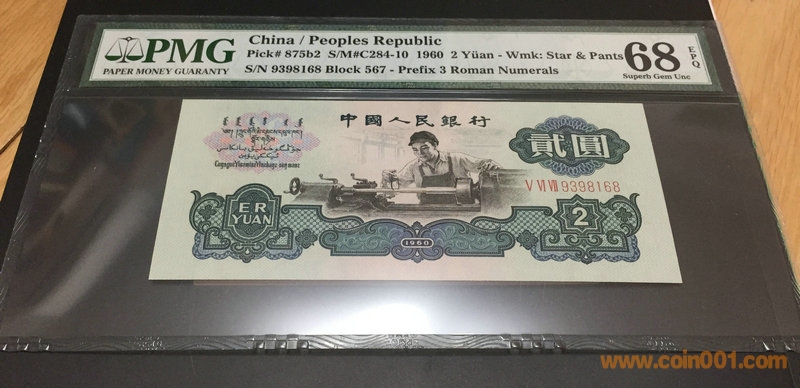 PMG
PAPER MONEY GUARANTY
China / Peoples Republic
Pick# 875b2 S/M#C284-10 1960 2 Yüan - Wmk: Star & Pants
S/N 9398168 Block 567 - Prefix 3 Roman Numerals
68 EPQ
Superb Gem Unc
中國人民銀行
貳圓
V VI VII 9398168
ER
YUAN
1960
2
www.coin001.com